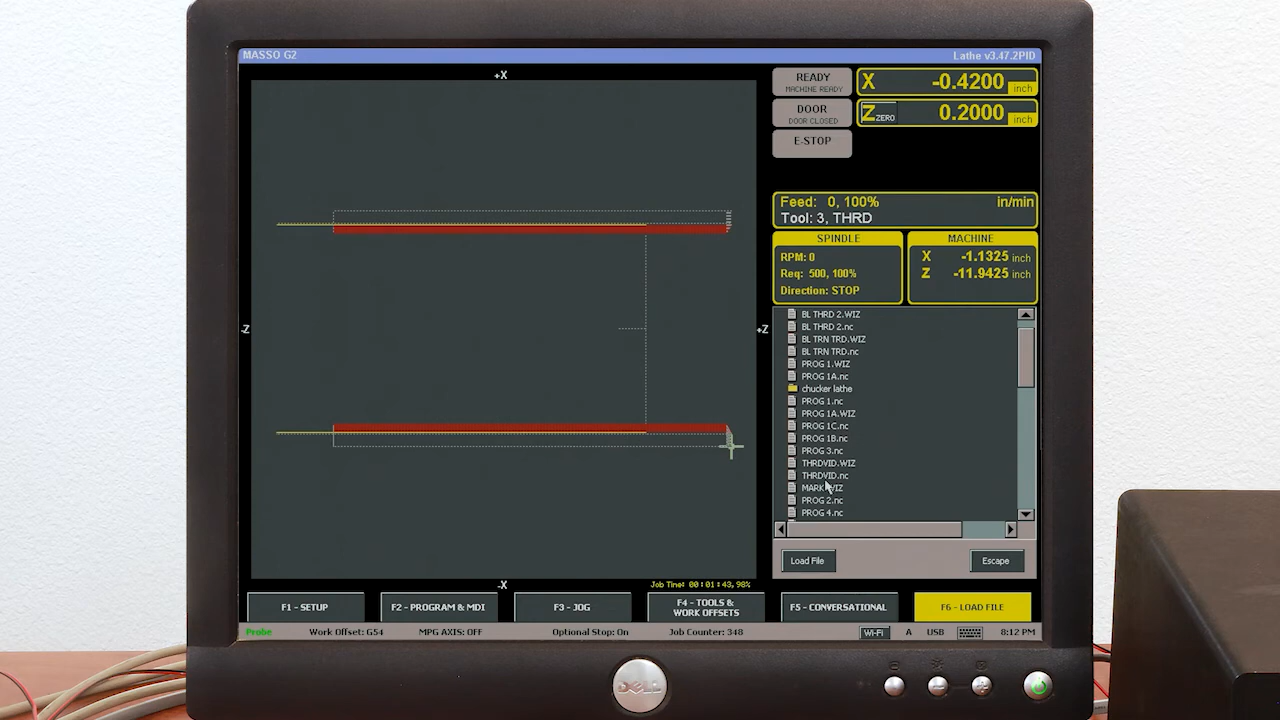 MASSO G2
Lathe v3.47.2PID
+X
-Z
+Z
-X
READY
MACHINE READY
X -0.4200 inch
DOOR
DOOR CLOSED
Z ZERO 0.2000 inch
E-STOP
Feed: 0, 100% in/min
Tool: 3, THRD
SPINDLE
RPM: 0
Req: 500, 100%
Direction: STOP
MACHINE
X -1.1325 inch
Z -11.9425 inch
BL THRD 2.WIZ
BL THRD 2.nc
BL TRN TRD.WIZ
BL TRN TRD.nc
PROG 1.WIZ
PROG 1A.nc
chucker lathe
PROG 1.nc
PROG 1A.WIZ
PROG 1C.nc
PROG 1B.nc
PROG 3.nc
THRDVID.WIZ
THRDVID.nc
MARK WIZ
PROG 2.nc
PROG 4.nc
Load File
Escape
Job Time: 00:01:43,98%
F1 - SETUP
F2 - PROGRAM & MDI
F3 - JOG
F4 - TOOLS &
WORK OFFSETS
F5 - CONVERSATIONAL
F6 - LOAD FILE
Probe
Work Offset: G54
MPG AXIS: OFF
Optional Stop: On
Job Counter: 348
Wi-Fi
A
USB
8:12 PM
DELL